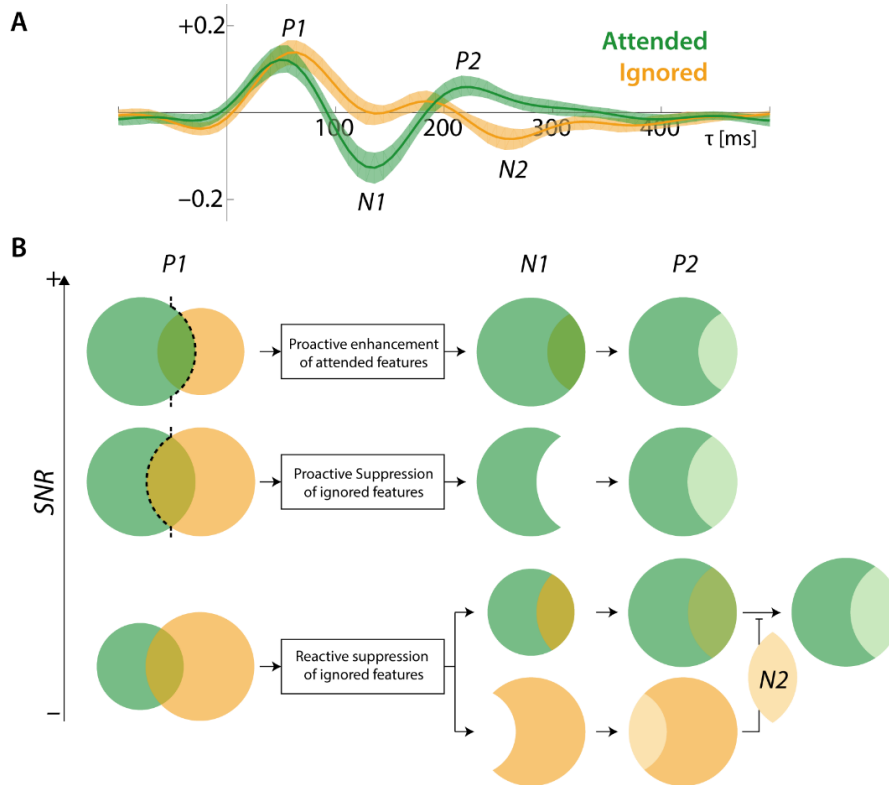 A
+0.2
P1
Attended
Ignored
P2
100
200
300
400
τ [ms]
N1
N2
−0.2
B
P1
N1
P2
+
SNR
−
Proactive enhancement
of attended features
Proactive Suppression
of ignored features
Reactive suppression
of ignored features
N2